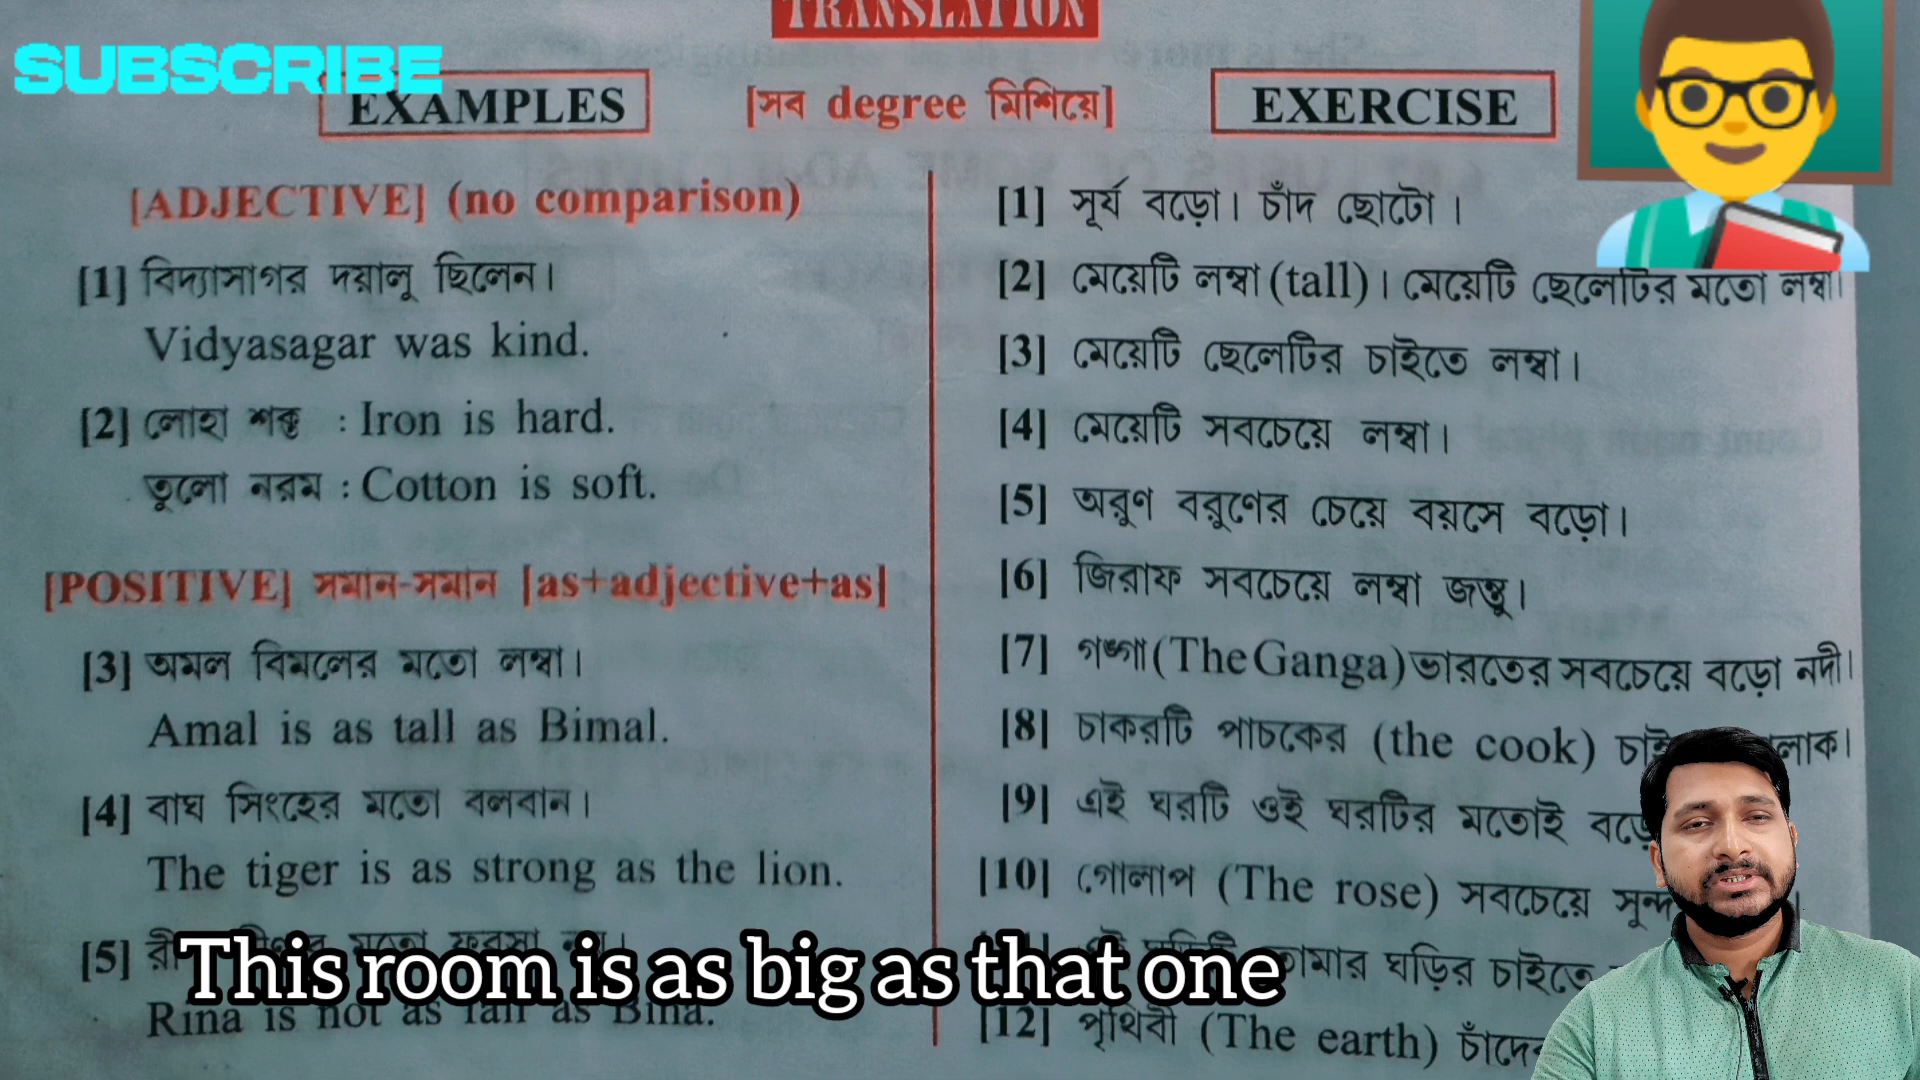 TRANSLATION
SUBSCRIBE
EXAMPLES
[সব degree মিশিয়ে]
EXERCISE
[ADJECTIVE] (no comparison)
[1] বিদ্যাসাগর দয়ালু ছিলেন।
Vidyasagar was kind.
[2] লোহা শক্ত : Iron is hard.
তুলো নরম : Cotton is soft.
[POSITIVE] সমান-সমান [as+adjective+as]
[3] অমল বিমলের মতো লম্বা।
Amal is as tall as Bimal.
[4] বাঘ সিংহের মতো বলবান।
The tiger is as strong as the lion.
[5] মতো ফরসা নয়।
Rina is not as fair as Bina.
[1] সূর্য বড়ো। চাঁদ ছোটো।
[2] মেয়েটি লম্বা (tall)। মেয়েটি ছেলেটির মতো লম্বা।
[3] মেয়েটি ছেলেটির চাইতে লম্বা।
[4] মেয়েটি সবচেয়ে লম্বা।
[5] অরুণ বরুণের চেয়ে বয়সে বড়ো।
[6] জিরাফ সবচেয়ে লম্বা জন্তু।
[7] গঙ্গা (The Ganga) ভারতের সবচেয়ে বড়ো নদী।
[8] চাকরটি পাচকের (the cook)
[9] এই ঘরটি ওই ঘরটির মতোই
[10] গোলাপ (The rose) সবচেয়ে
ঘড়ির চাইতে
[12] পৃথিবী (The earth)
This room is as big as that one